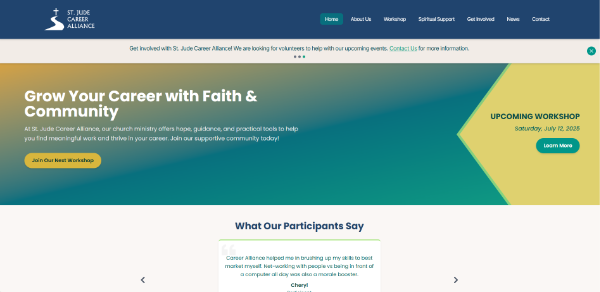 ST. JUDE
CAREER
ALLIANCE
Home About Us Workshop Spiritual Support Get Involved News Contact
Get involved with St. Jude Career Alliance! We are looking for volunteers to help with our upcoming events. Contact Us for more information.
Grow Your Career with Faith &
Community
At St. Jude Career Alliance, our church ministry offers hope, guidance, and practical tools to help
you find meaningful work and thrive in your career. Join our supportive community today!
Join Our Next Workshop
UPCOMING WORKSHOP
Saturday, July 12, 2025
Learn More
What Our Participants Say
Career Alliance helped me in brushing up my skills to best
market myself. Net-working with people vs being in front of
a computer all day was also a morale booster.
Cheryl